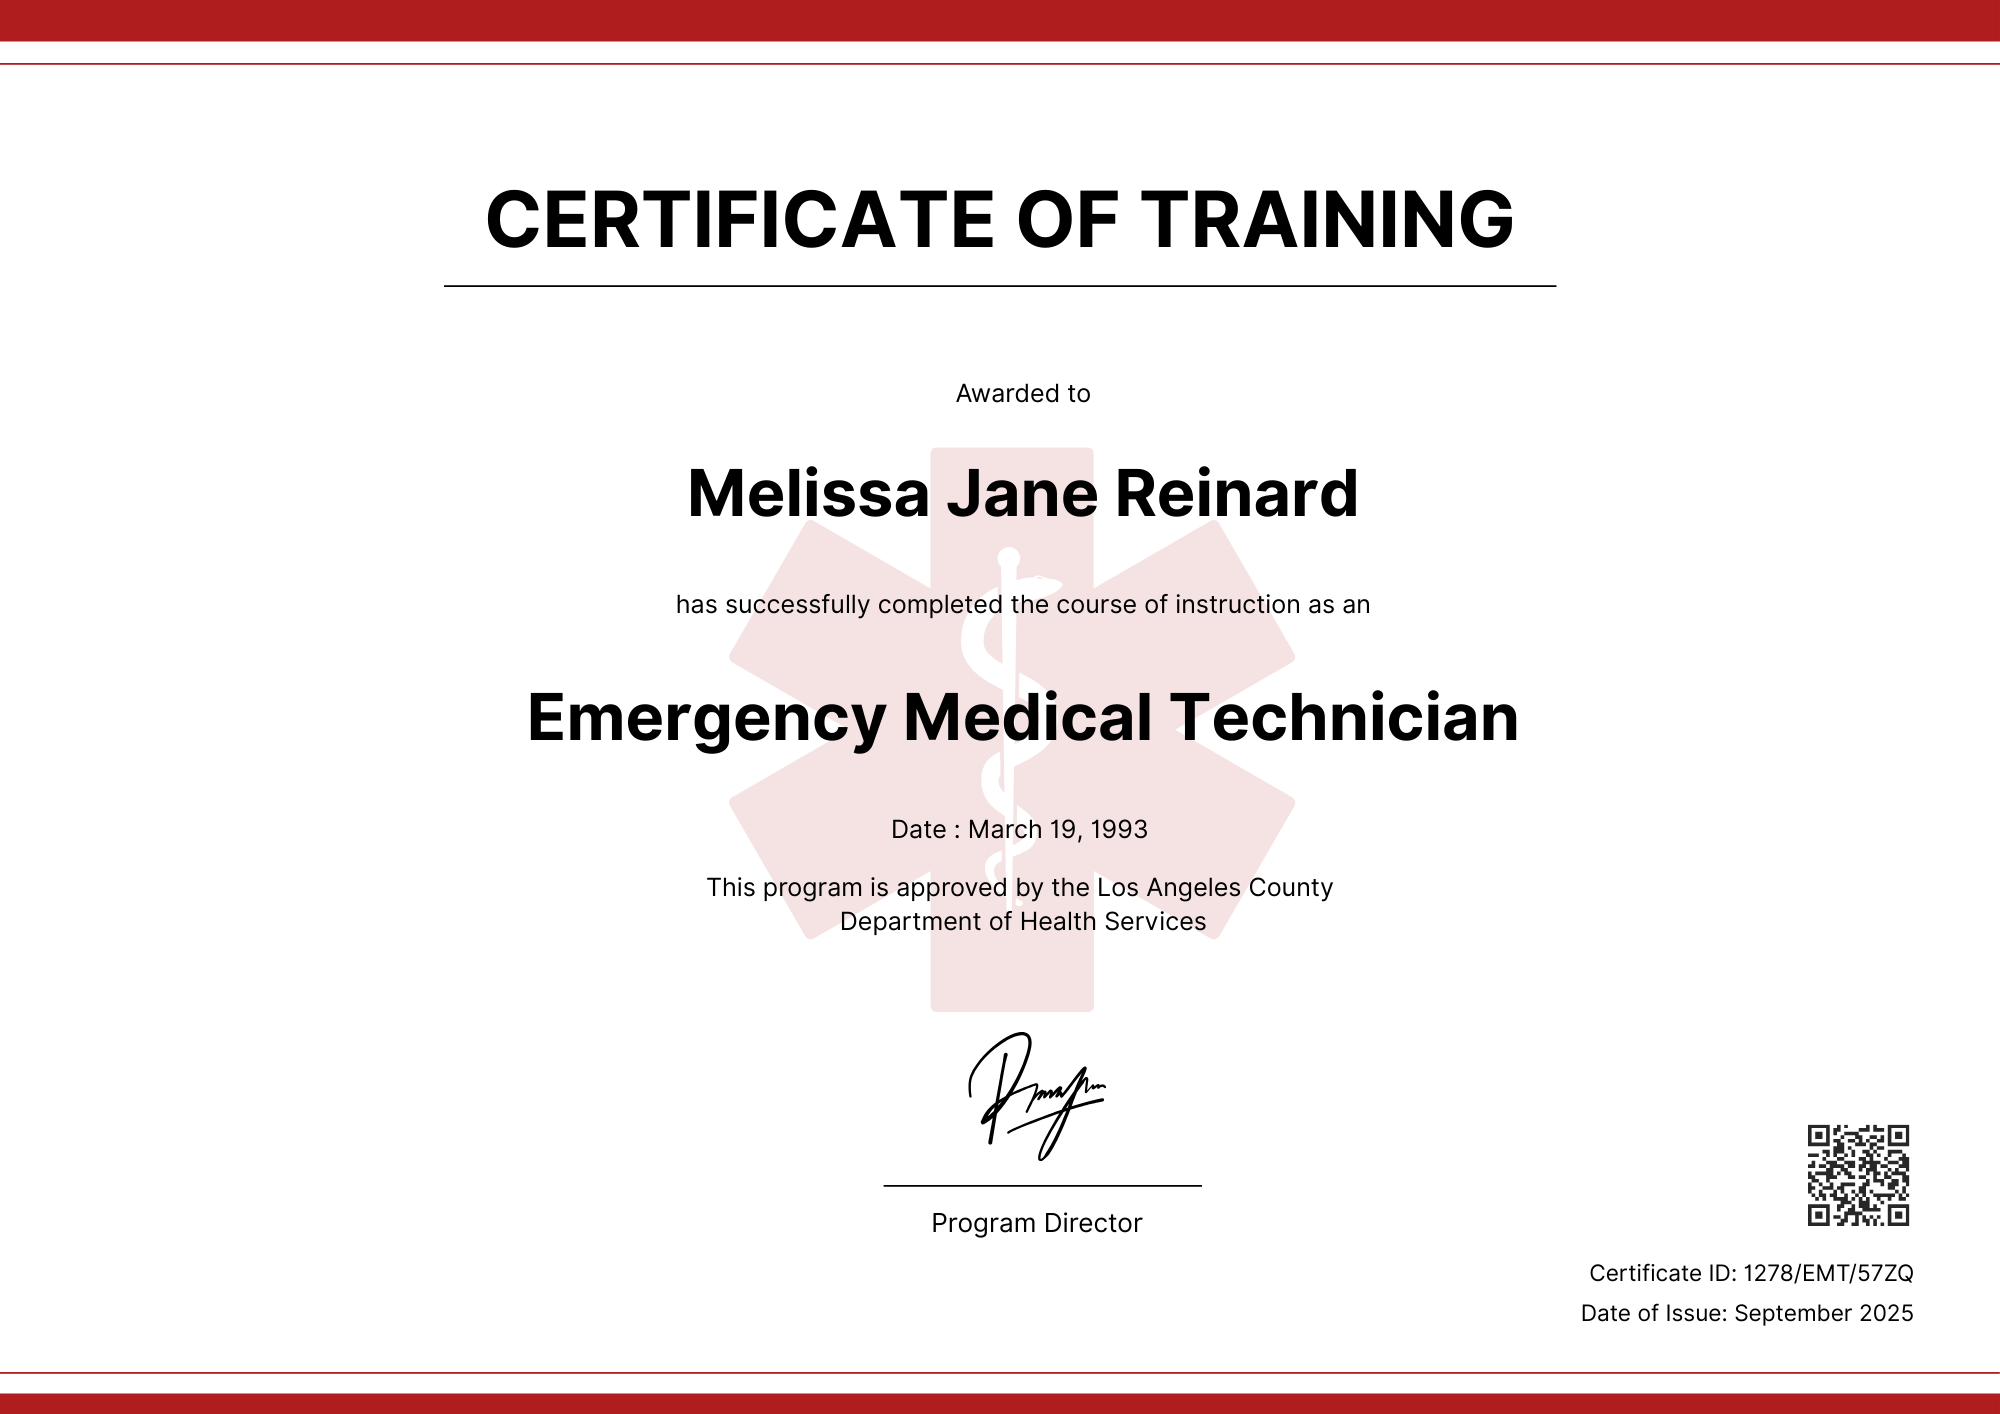 CERTIFICATE OF TRAINING
Awarded to
Melissa Jane Reinard
has successfully completed the course of instruction as an
Emergency Medical Technician
Date : March 19, 1993
This program is approved by the Los Angeles County
Department of Health Services
Program Director
Certificate ID: 1278/EMT/57ZQ
Date of Issue: September 2025